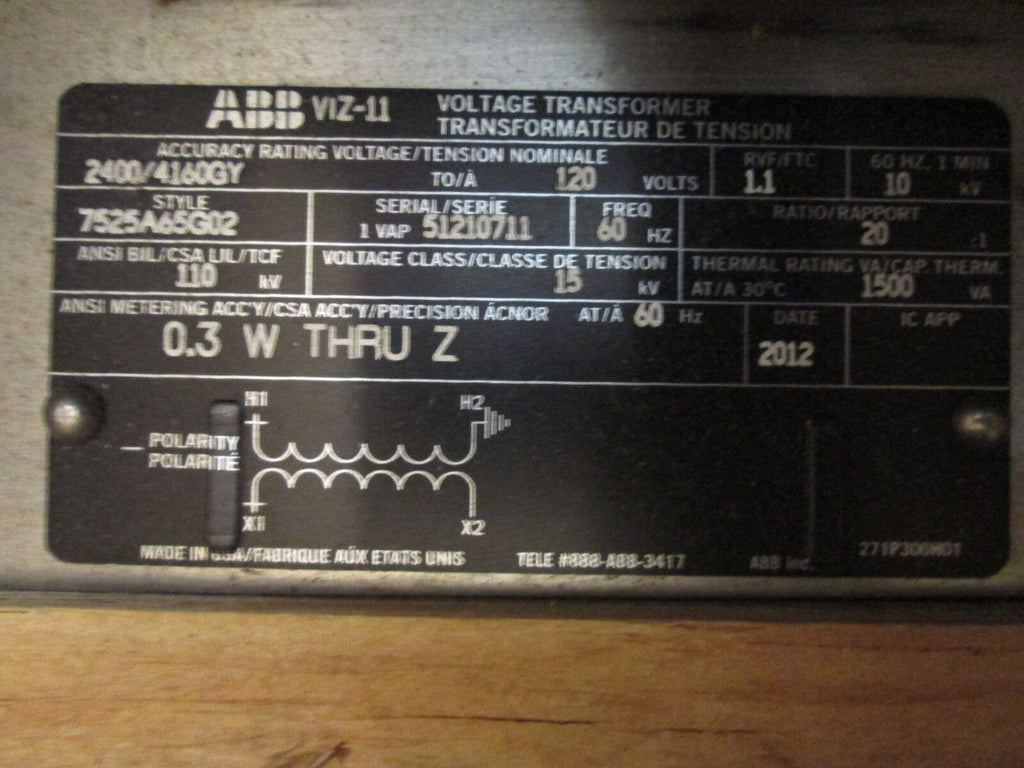 ABB VIZ-11 VOLTAGE TRANSFORMER
TRANSFORMATEUR DE TENSION
ACCURACY RATING VOLTAGE/TENSION NOMINALE
2400/4160GY TO/À 120 VOLTS
RVF/FTC
1.1
60 HZ. 1 MIN
10 kV
STYLE
7525A65G02
SERIAL/SERÍE
1 VAP 51210711
FREQ
60 HZ
RATIO/RAPPORT
20 :1
ANSI BIL/CSA LIL/TCF
110 kV
VOLTAGE CLASS/CLASSE DE TENSION
15 kV
THERMAL RATING VA/CAP. THERM.
AT/À 30°C 1500 VA
ANSI METERING ACC'Y/CSA ACC'Y/PRECISION ÁCNOR AT/À 60 Hz
0.3 W THRU Z
DATE
2012
IC APP
H1 H2
POLARITY
POLARITÉ
X1 X2
MADE IN USA/FABRIQUE AUX ETATS UNIS TELE #888-ABB-3417 ABB Inc. 271P300H01